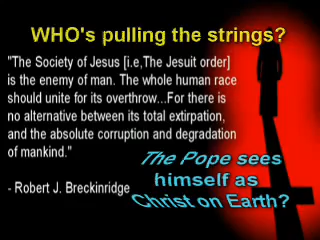 WHO's pulling the strings?
"The Society of Jesus [i.e,The Jesuit order]
is the enemy of man. The whole human race
should unite for its overthrow...For there is
no alternative between its total extirpation,
and the absolute corruption and degradation
of mankind."
- Robert J. Breckinridge
The Pope sees
himself as
Christ on Earth?